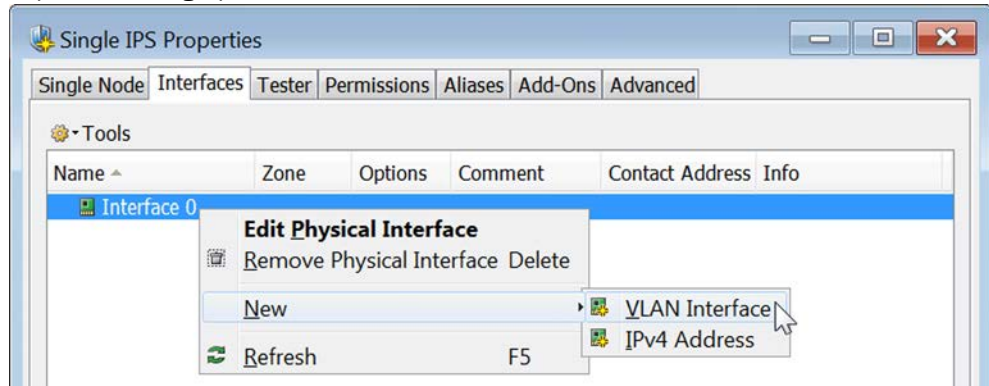 Single IPS Properties
Single Node Interfaces Tester Permissions Aliases Add-Ons Advanced
Tools
Name Zone Options Comment Contact Address Info
Interface 0
Edit Physical Interface
Remove Physical Interface Delete
New VLAN Interface
IPv4 Address
Refresh F5